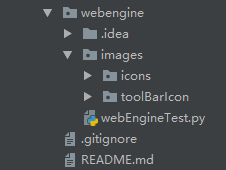 webengine
.idea
images
icons
toolBarIcon
webEngineTest.py
.gitignore
README.md